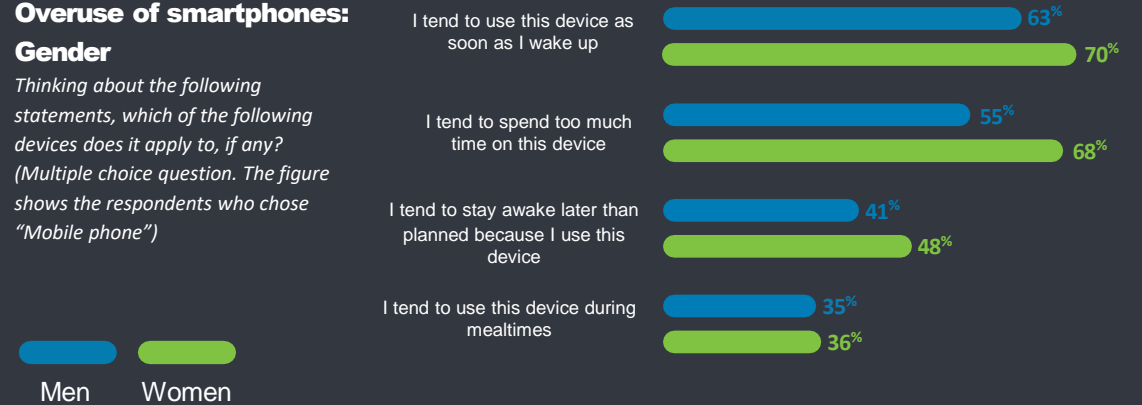 Overuse of smartphones:
Gender
Thinking about the following
statements, which of the following
devices does it apply to, if any?
(Multiple choice question. The figure
shows the respondents who chose
“Mobile phone”)
I tend to use this device as
soon as I wake up
63%
70%
I tend to spend too much
time on this device
55%
68%
I tend to stay awake later than
planned because I use this
device
41%
48%
I tend to use this device during
mealtimes
35%
36%
Men
Women